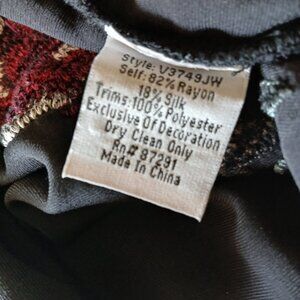 Style: V3749JW
Self: 82% Rayon
18% Silk
Trims:100% Polyester
Exclusive Of Decoration
Dry Clean Only
Rn# 87291
Made In China